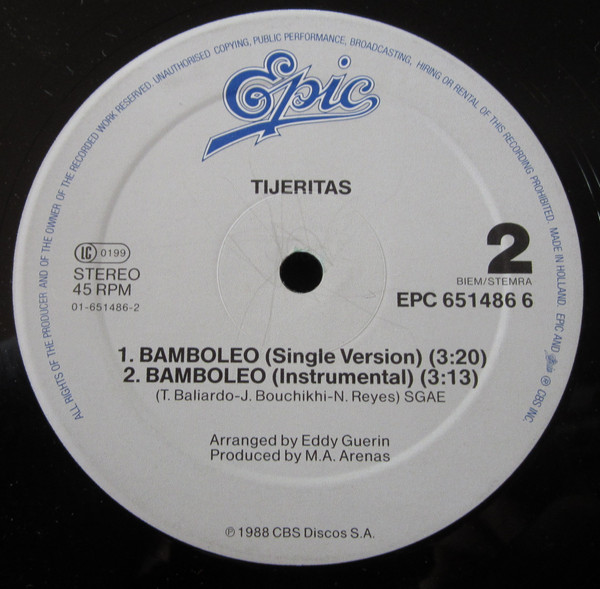 ALL RIGHTS OF THE PRODUCER AND OF THE OWNER OF THE RECORDED WORK RESERVED. UNAUTHORISED COPYING, PUBLIC PERFORMANCE, BROADCASTING, HIRING OR RENTAL OF THIS RECORDING PROHIBITED. MADE IN HOLLAND. EPIC AND ℗ CBS INC.
Epic
TIJERITAS
LC 0199
STEREO
45 RPM
01-651486-2
2
BIEM/STEMRA
EPC 651486 6
1. BAMBOLEO (Single Version) (3:20)
2. BAMBOLEO (Instrumental) (3:13)
(T. Baliardo-J. Bouchikhi-N. Reyes) SGAE
Arranged by Eddy Guerin
Produced by M.A. Arenas
℗ 1988 CBS Discos S.A.